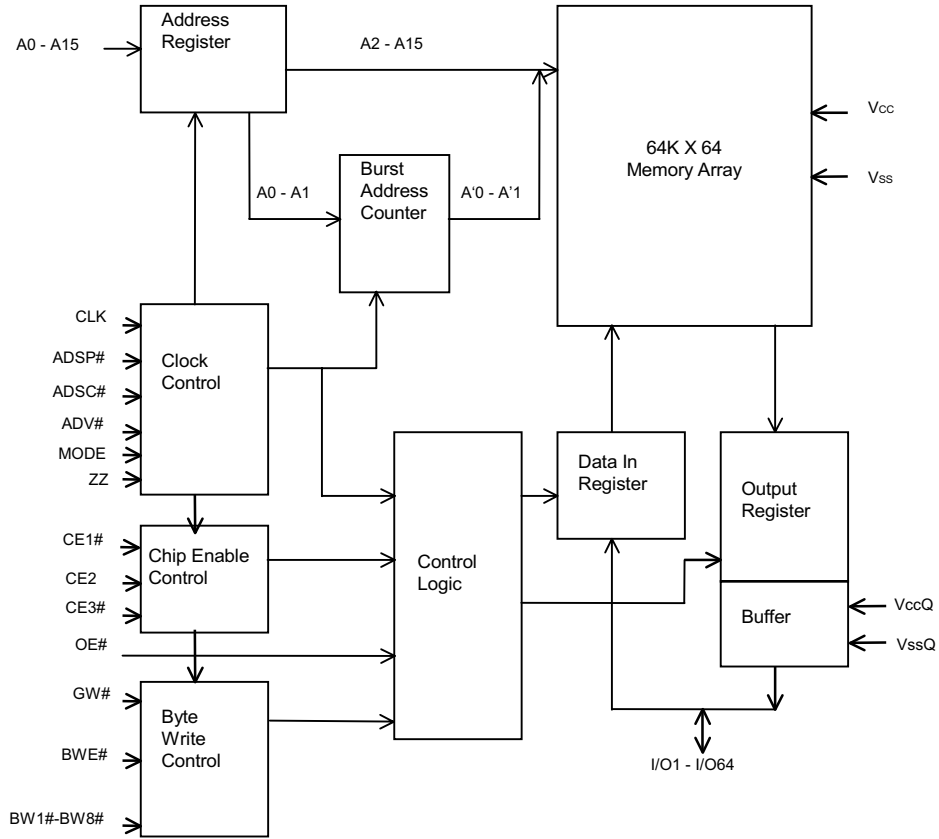 Address
Register
A0 - A15
A2 - A15
64K X 64
Memory Array
Vcc
Vss
Burst
Address
Counter
A0 - A1
A'0 - A'1
CLK
ADSP#
ADSC#
ADV#
MODE
ZZ
Clock
Control
Data In
Register
Output
Register
CE1#
CE2
CE3#
Chip Enable
Control
Control
Logic
OE#
Buffer
VccQ
VssQ
GW#
BWE#
BW1#-BW8#
Byte
Write
Control
I/O1 - I/O64